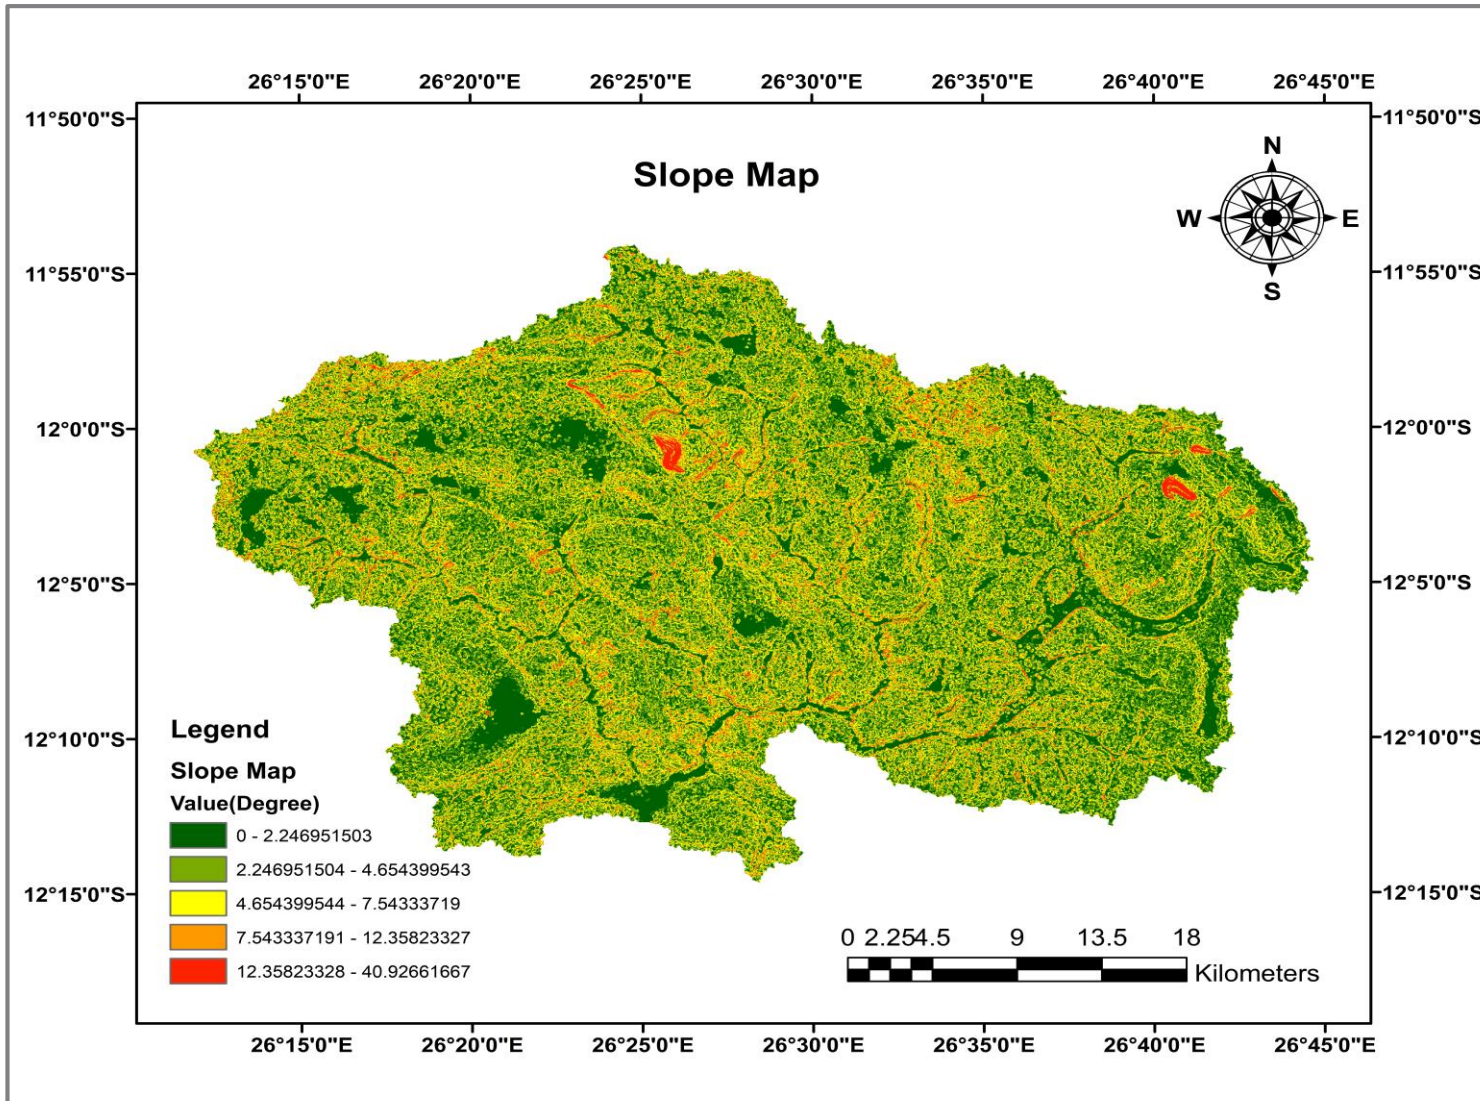 26°15'0"E 26°20'0"E 26°25'0"E 26°30'0"E 26°35'0"E 26°40'0"E 26°45'0"E
11°50'0"S 11°50'0"S
Slope Map
N
W E
S
11°55'0"S 11°55'0"S
12°0'0"S 12°0'0"S
12°5'0"S 12°5'0"S
12°10'0"S 12°10'0"S
12°15'0"S 12°15'0"S
Legend
Slope Map
Value(Degree)
0 - 2.246951503
2.246951504 - 4.654399543
4.654399544 - 7.54333719
7.543337191 - 12.35823327
12.35823328 - 40.92661667
0 2.25 4.5 9 13.5 18
Kilometers
26°15'0"E 26°20'0"E 26°25'0"E 26°30'0"E 26°35'0"E 26°40'0"E 26°45'0"E